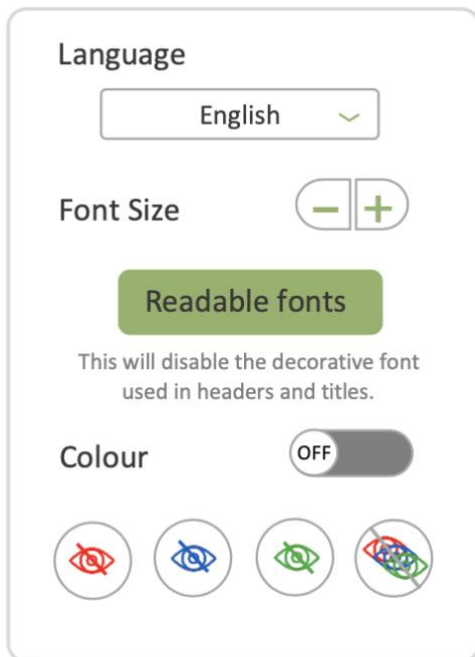 Language
English
Font Size
− +
Readable fonts
This will disable the decorative font
used in headers and titles.
Colour
OFF